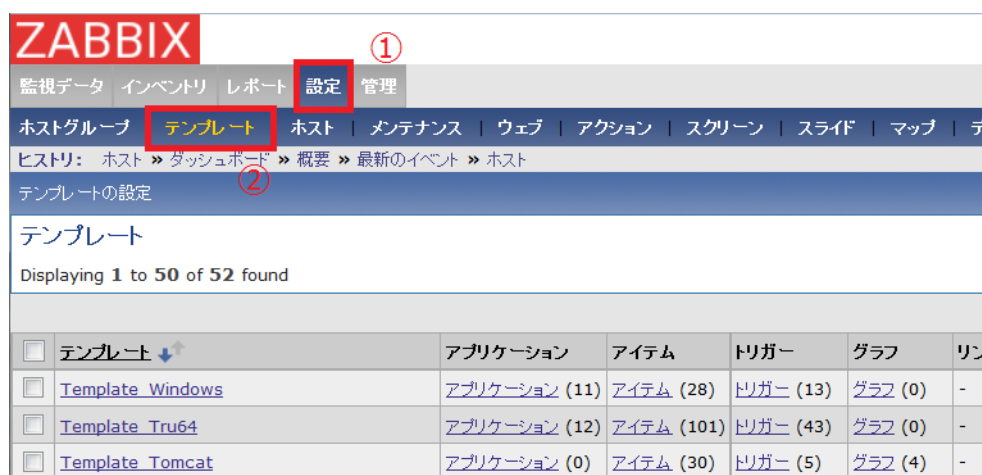 ZABBIX
①
監視データ インベントリ レポート 設定 管理
ホストグループ テンプレート ホスト | メンテナンス | ウェブ | アクション | スクリーン | スライド | マップ |
ヒストリ: ホスト » ダッシュボード » 概要 » 最新のイベント » ホスト
②
テンプレートの設定
テンプレート
Displaying 1 to 50 of 52 found
テンプレート アプリケーション アイテム トリガー グラフ
Template_Windows アプリケーション (11) アイテム (28) トリガー (13) グラフ (0) -
Template_Tru64 アプリケーション (12) アイテム (101) トリガー (43) グラフ (0) -
Template_Tomcat アプリケーション (0) アイテム (30) トリガー (5) グラフ (4) -